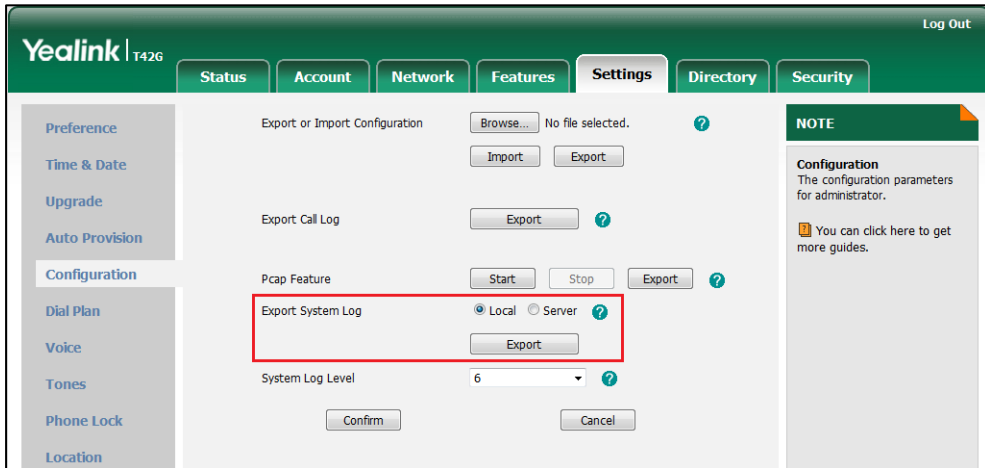 Log Out
Yealink | T42G
Status Account Network Features Settings Directory Security
Preference
Time & Date
Upgrade
Auto Provision
Configuration
Dial Plan
Voice
Tones
Phone Lock
Location
Export or Import Configuration Browse... No file selected. ?
Import Export
Export Call Log Export ?
Pcap Feature Start Stop Export ?
Export System Log Local Server ?
Export
System Log Level 6 ?
Confirm Cancel
NOTE
Configuration
The configuration parameters
for administrator.
You can click here to get
more guides.